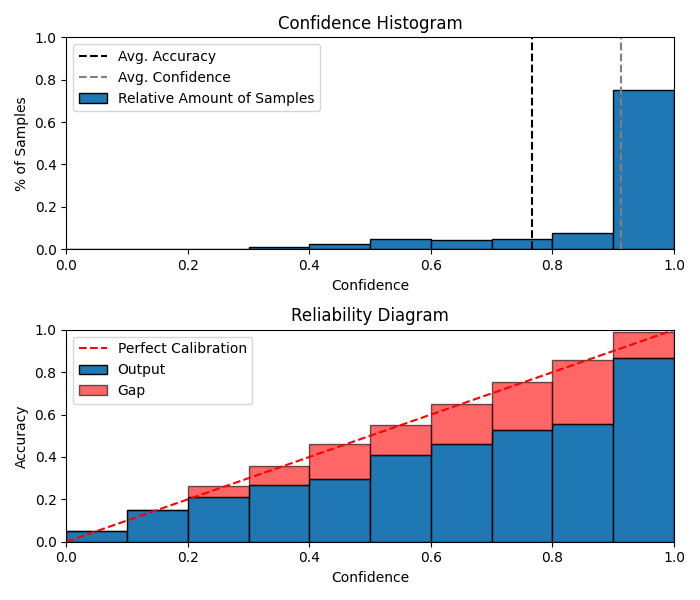 Confidence Histogram
1.0
0.8
0.6
0.4
0.2
0.0
% of Samples
Avg. Accuracy
Avg. Confidence
Relative Amount of Samples
0.0 0.2 0.4 0.6 0.8 1.0
Confidence
Reliability Diagram
1.0
0.8
0.6
0.4
0.2
0.0
Accuracy
Perfect Calibration
Output
Gap
0.0 0.2 0.4 0.6 0.8 1.0
Confidence